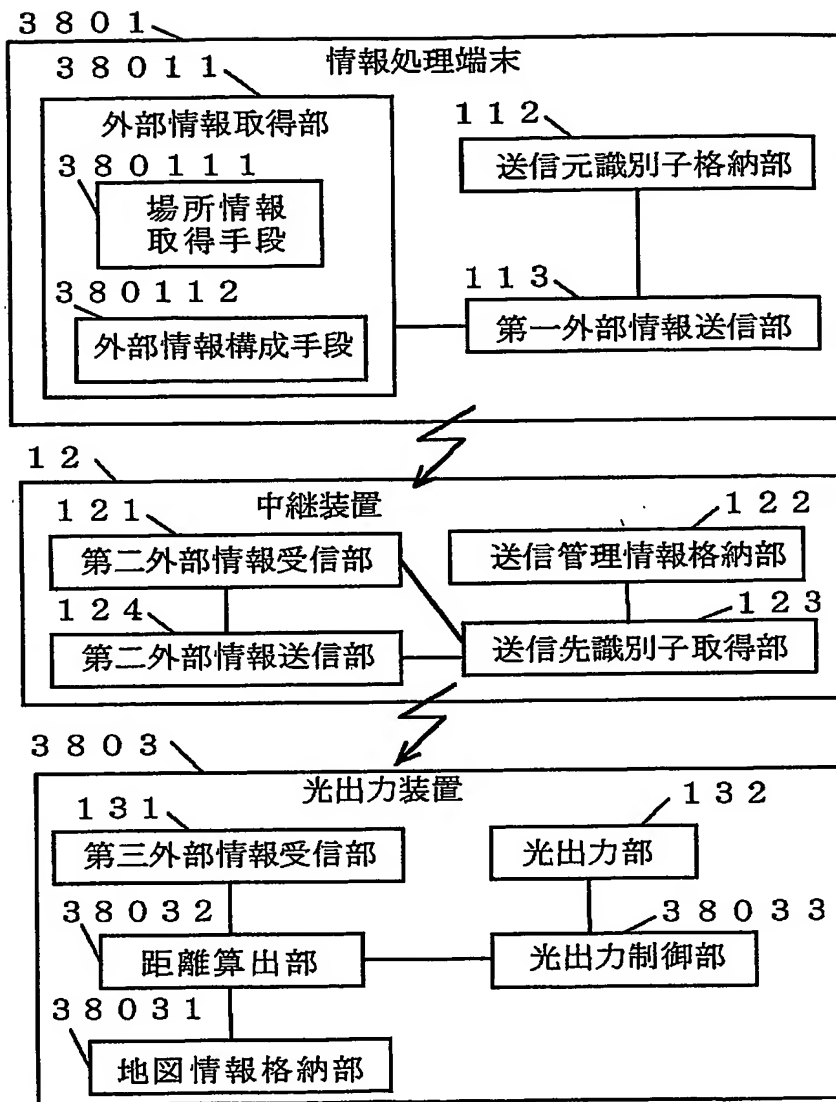 ３８０１
情報処理端末
３８０１１
外部情報取得部
１１２
送信元識別子格納部
３８０１１１
場所情報
取得手段
１１３
第一外部情報送信部
３８０１１２
外部情報構成手段
１２
中継装置
１２１
第二外部情報受信部
１２２
送信管理情報格納部
１２４
第二外部情報送信部
１２３
送信先識別子取得部
３８０３
光出力装置
１３１
第三外部情報受信部
１３２
光出力部
３８０３２
距離算出部
３８０３３
光出力制御部
３８０３１
地図情報格納部